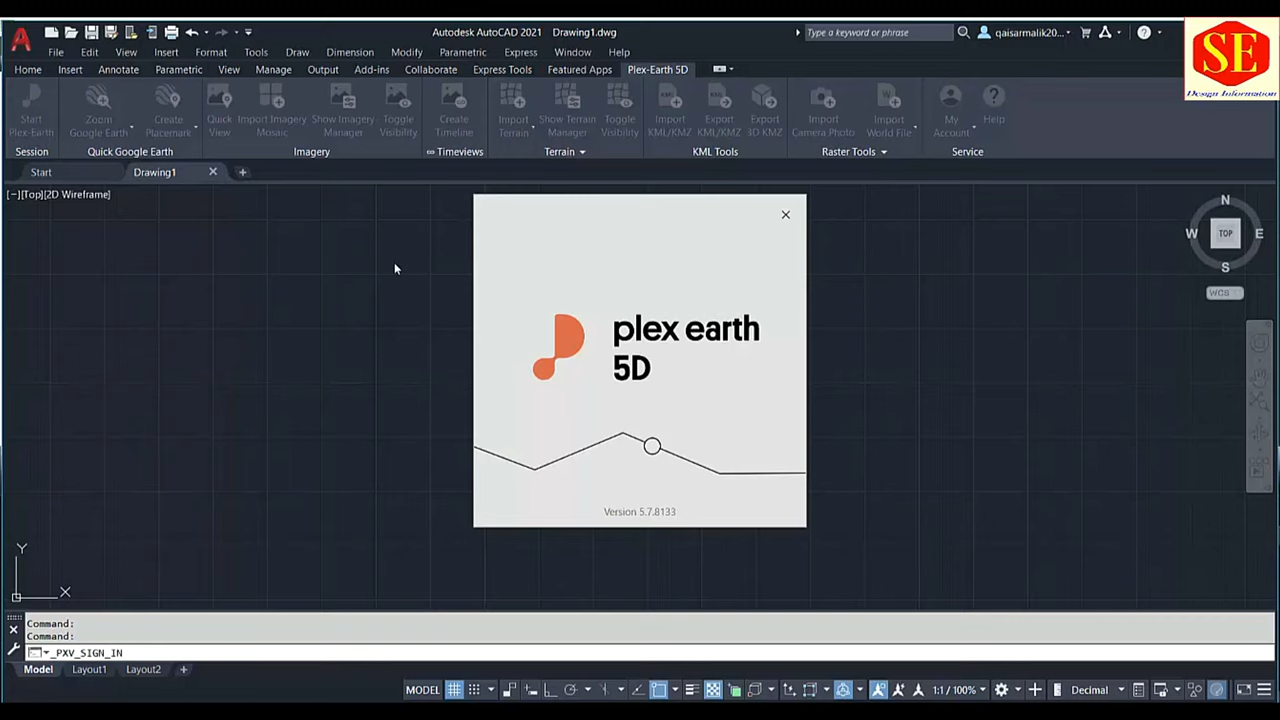 Autodesk AutoCAD 2021 Drawing1.dwg
Type a keyword or phrase
qaisarmalik20...
File Edit View Insert Format Tools Draw Dimension Modify Parametric Express Window Help
Home Insert Annotate Parametric View Manage Output Add-ins Collaborate Express Tools Featured Apps Plex-Earth 5D
SE
Design Information
Start Plex-Earth
Zoom Google Earth
Create Placemark
Quick View
Import Imagery Mosaic
Show Imagery Manager
Toggle Visibility
Create Timeline
Import Terrain
Show Terrain Manager
Toggle Visibility
Import KML/KMZ
Export KML/KMZ
Export 3D KMZ
Import Camera Photo
Import World File
My Account
Help
Session Quick Google Earth Imagery Timeviews Terrain KML Tools Raster Tools Service
Start Drawing1
[−][Top][2D Wireframe]
N
W TOP E
S
WCS
plex earth
5D
Version 5.7.8133
Y
X
Command:
Command:
_PXV_SIGN_IN
Model Layout1 Layout2 +
MODEL 1:1 / 100% Decimal